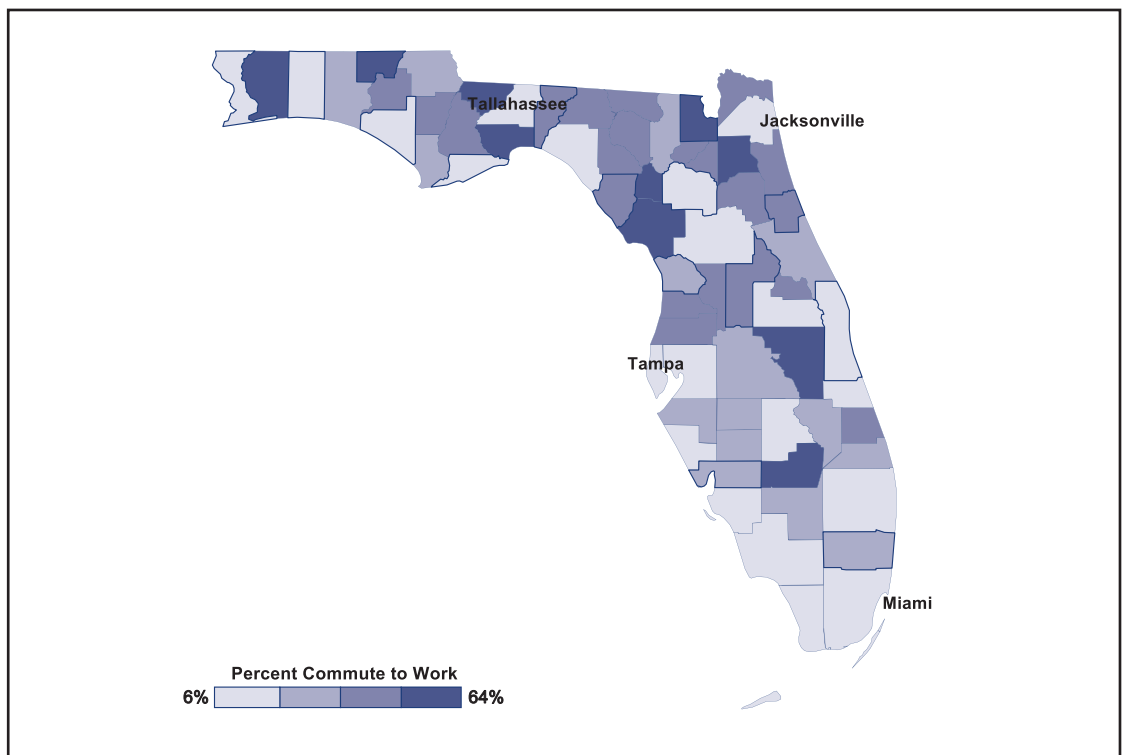 Tallahassee
Jacksonville
Tampa
Miami
Percent Commute to Work
6% 64%